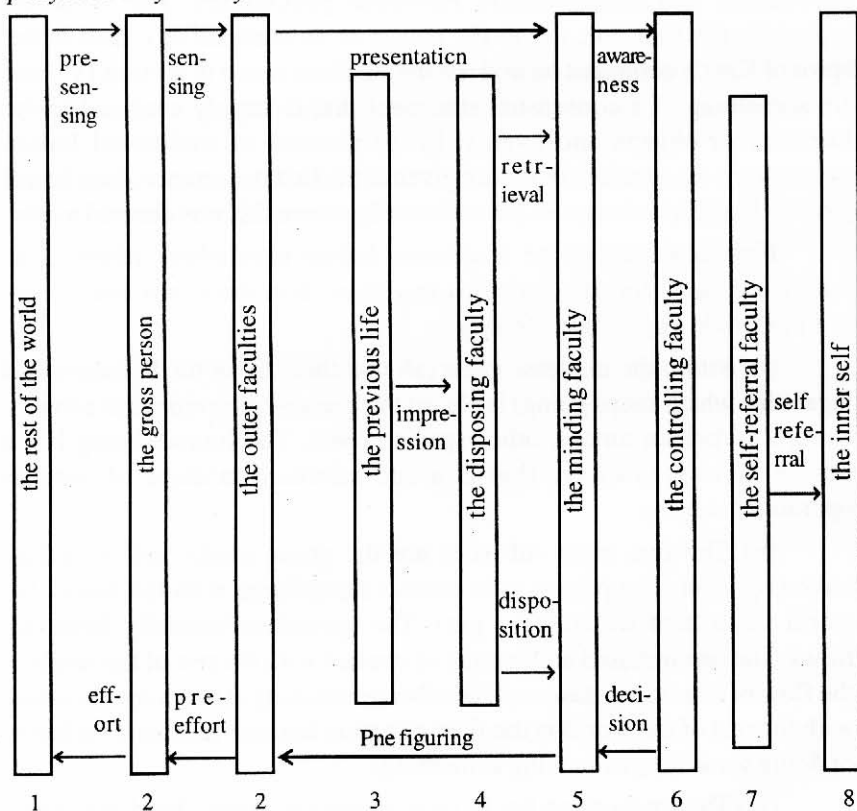 pre-
sen-
sing
sen-
sing
presentation
aware-
ness
retr-
ieval
the rest of the world
the gross person
the outer faculties
the previous life
the disposing faculty
the minding faculty
the controlling faculty
the self-referral faculty
the inner self
impre-
ssion
self
refe-
rral
dispo-
sition
eff-
ort
pre-
effort
Pne figuring
deci-
sion
1 2 2 3 4 5 6 7 8